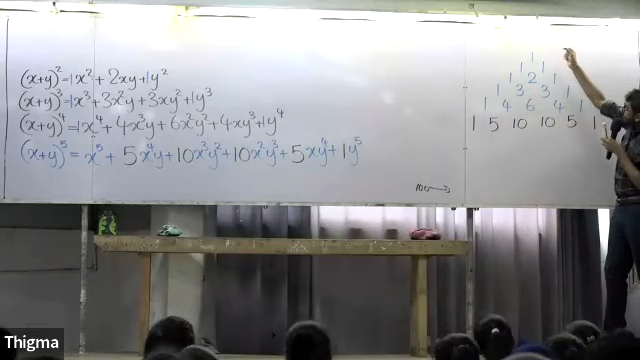 (x+y)² = 1x² + 2xy + 1y²
(x+y)³ = 1x³ + 3x²y + 3xy² + 1y³
(x+y)⁴ = 1x⁴ + 4x³y + 6x²y² + 4xy³ + 1y⁴
(x+y)⁵ = x⁵ + 5x⁴y + 10x³y² + 10x²y³ + 5xy⁴ + 1y⁵
100 →
1
1 1
1 2 1
1 3 3 1
1 4 6 4 1
1 5 10 10 5 1
Thigma